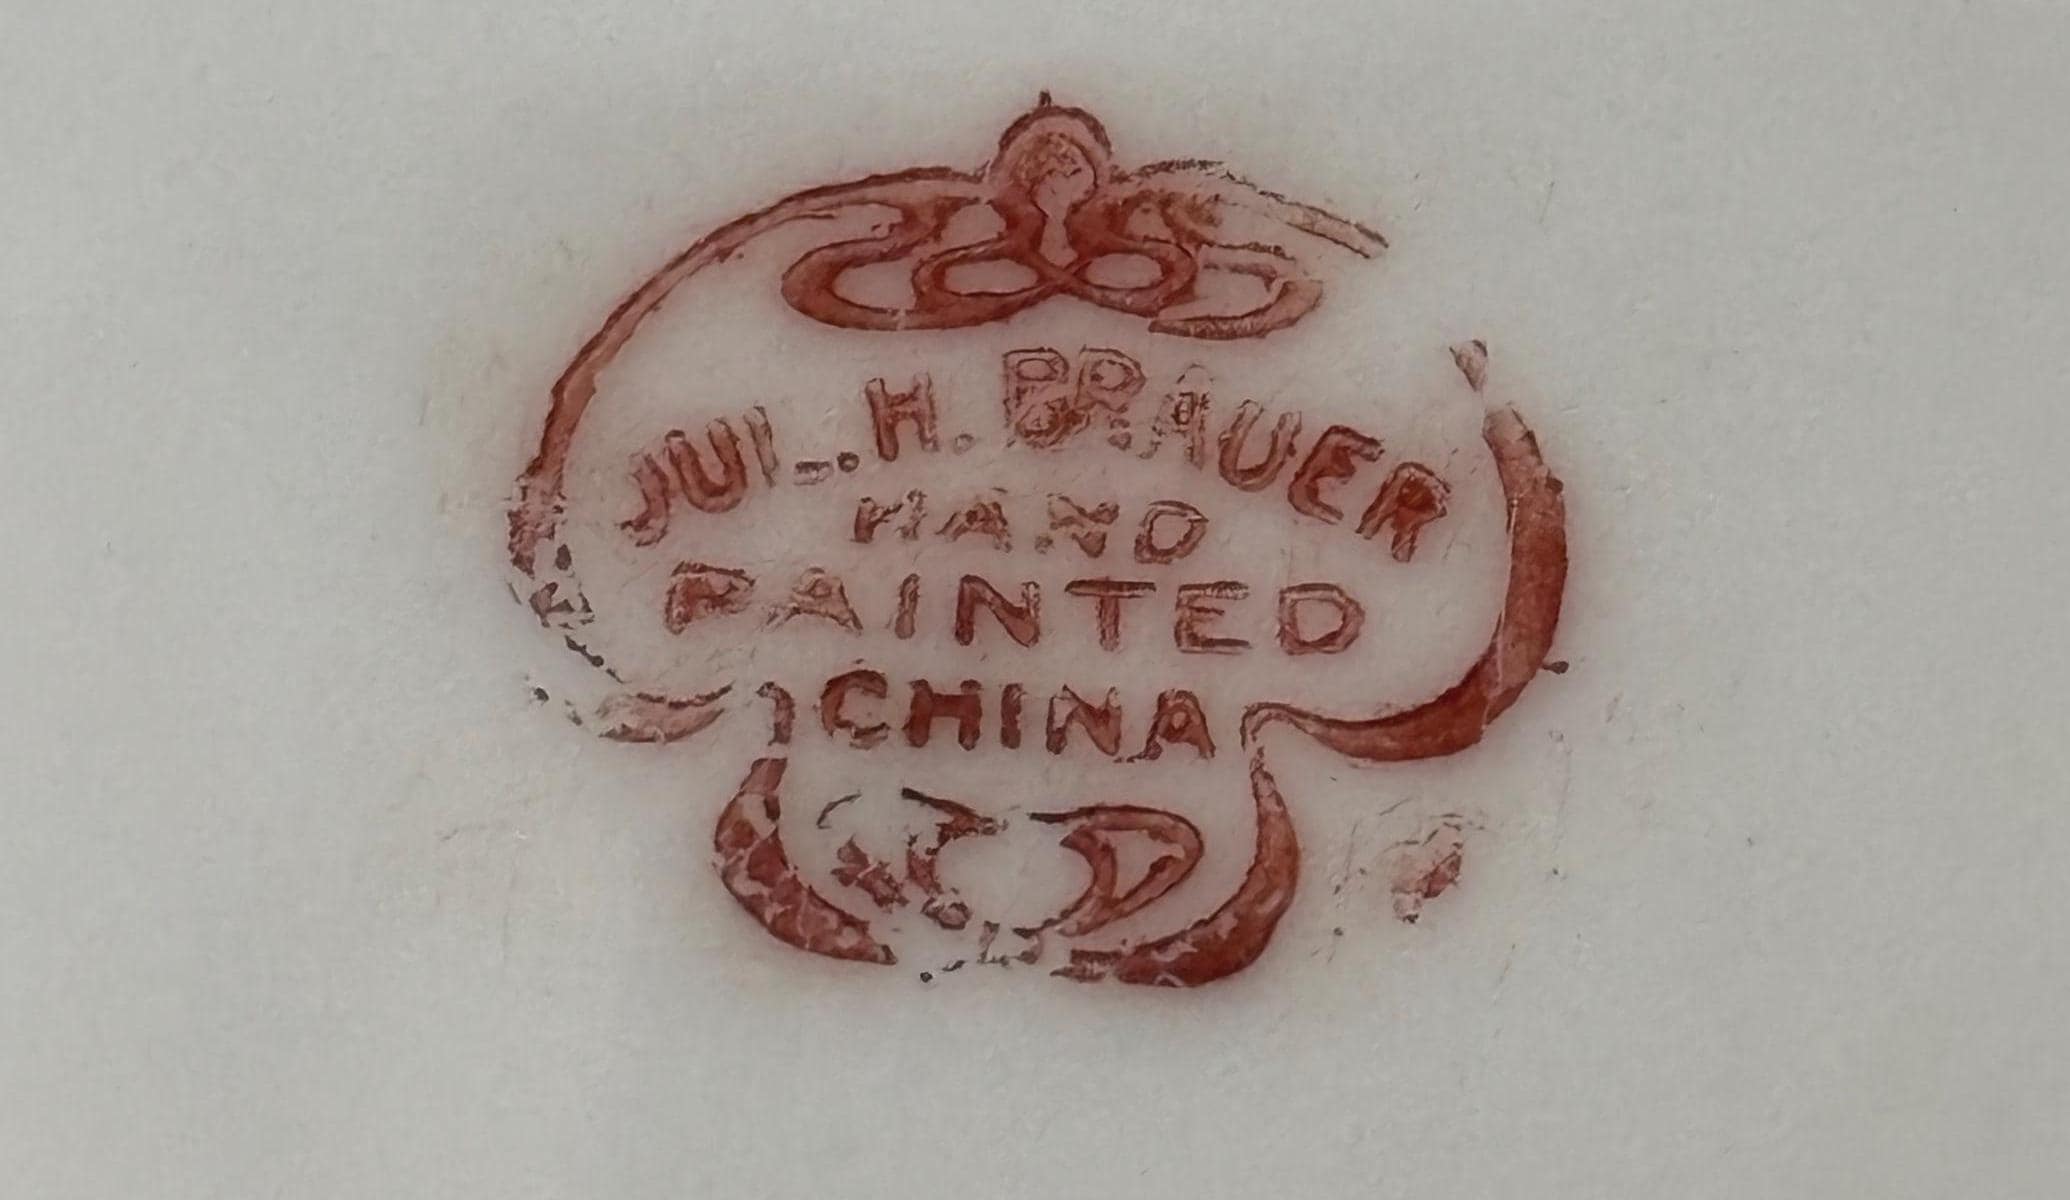 JUL. H. BRAUER
HAND
PAINTED
CHINA